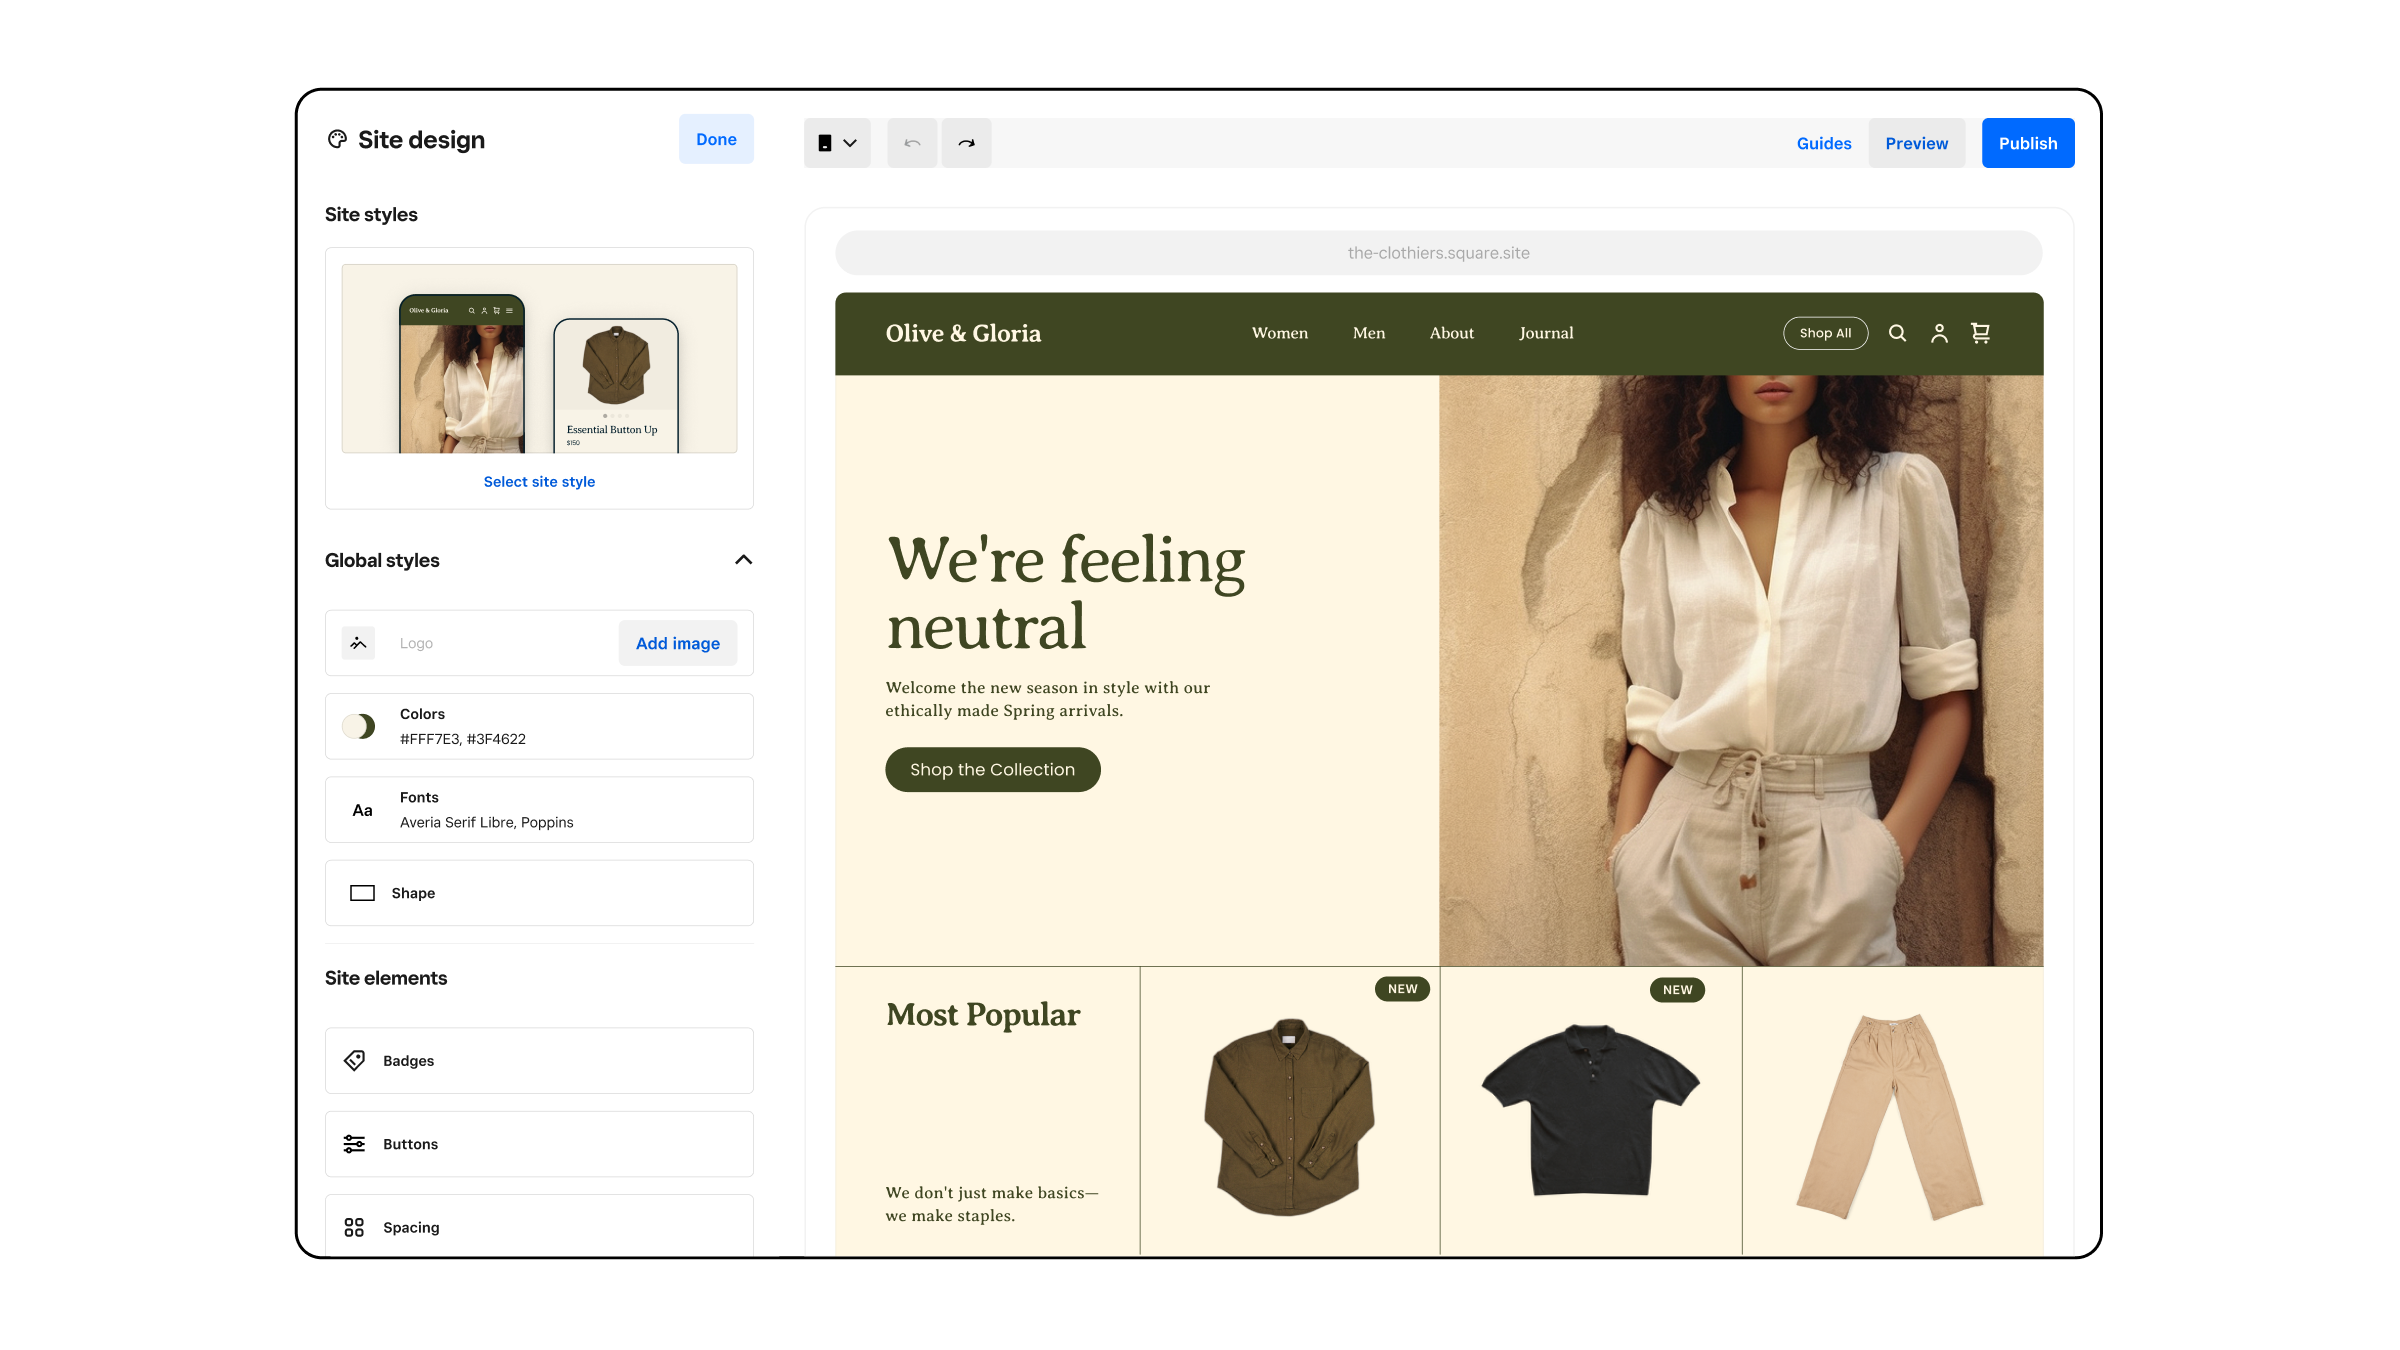 Site design
Done
Guides
Preview
Publish
Site styles
Olive & Gloria
Essential Button Up
$150
Select site style
Global styles
Logo
Add image
Colors
#FFF7E3, #3F4622
Aa
Fonts
Averia Serif Libre, Poppins
Shape
Site elements
Badges
Buttons
Spacing
the-clothiers.square.site
Olive & Gloria
Women
Men
About
Journal
Shop All
We're feeling
neutral
Welcome the new season in style with our
ethically made Spring arrivals.
Shop the Collection
Most Popular
We don't just make basics—
we make staples.
NEW
NEW